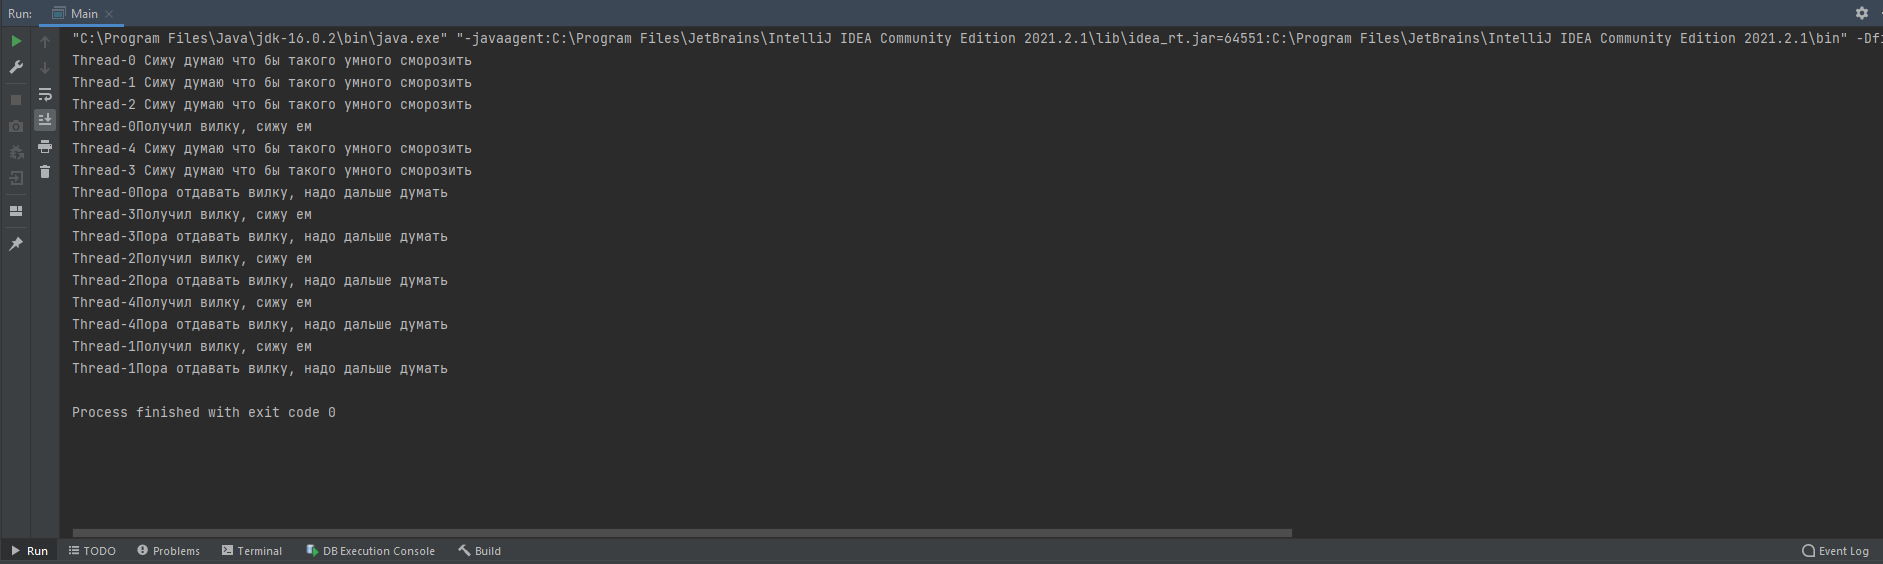 Run: Main
"C:\Program Files\Java\jdk-16.0.2\bin\java.exe" "-javaagent:C:\Program Files\JetBrains\IntelliJ IDEA Community Edition 2021.2.1\lib\idea_rt.jar=64551:C:\Program Files\JetBrains\IntelliJ IDEA Community Edition 2021.2.1\bin" -Dfi
Thread-0 Сижу думаю что бы такого умного сморозить
Thread-1 Сижу думаю что бы такого умного сморозить
Thread-2 Сижу думаю что бы такого умного сморозить
Thread-0Получил вилку, сижу ем
Thread-4 Сижу думаю что бы такого умного сморозить
Thread-3 Сижу думаю что бы такого умного сморозить
Thread-0Пора отдавать вилку, надо дальше думать
Thread-3Получил вилку, сижу ем
Thread-3Пора отдавать вилку, надо дальше думать
Thread-2Получил вилку, сижу ем
Thread-2Пора отдавать вилку, надо дальше думать
Thread-4Получил вилку, сижу ем
Thread-4Пора отдавать вилку, надо дальше думать
Thread-1Получил вилку, сижу ем
Thread-1Пора отдавать вилку, надо дальше думать
Process finished with exit code 0
Run TODO Problems Terminal DB Execution Console Build Event Log